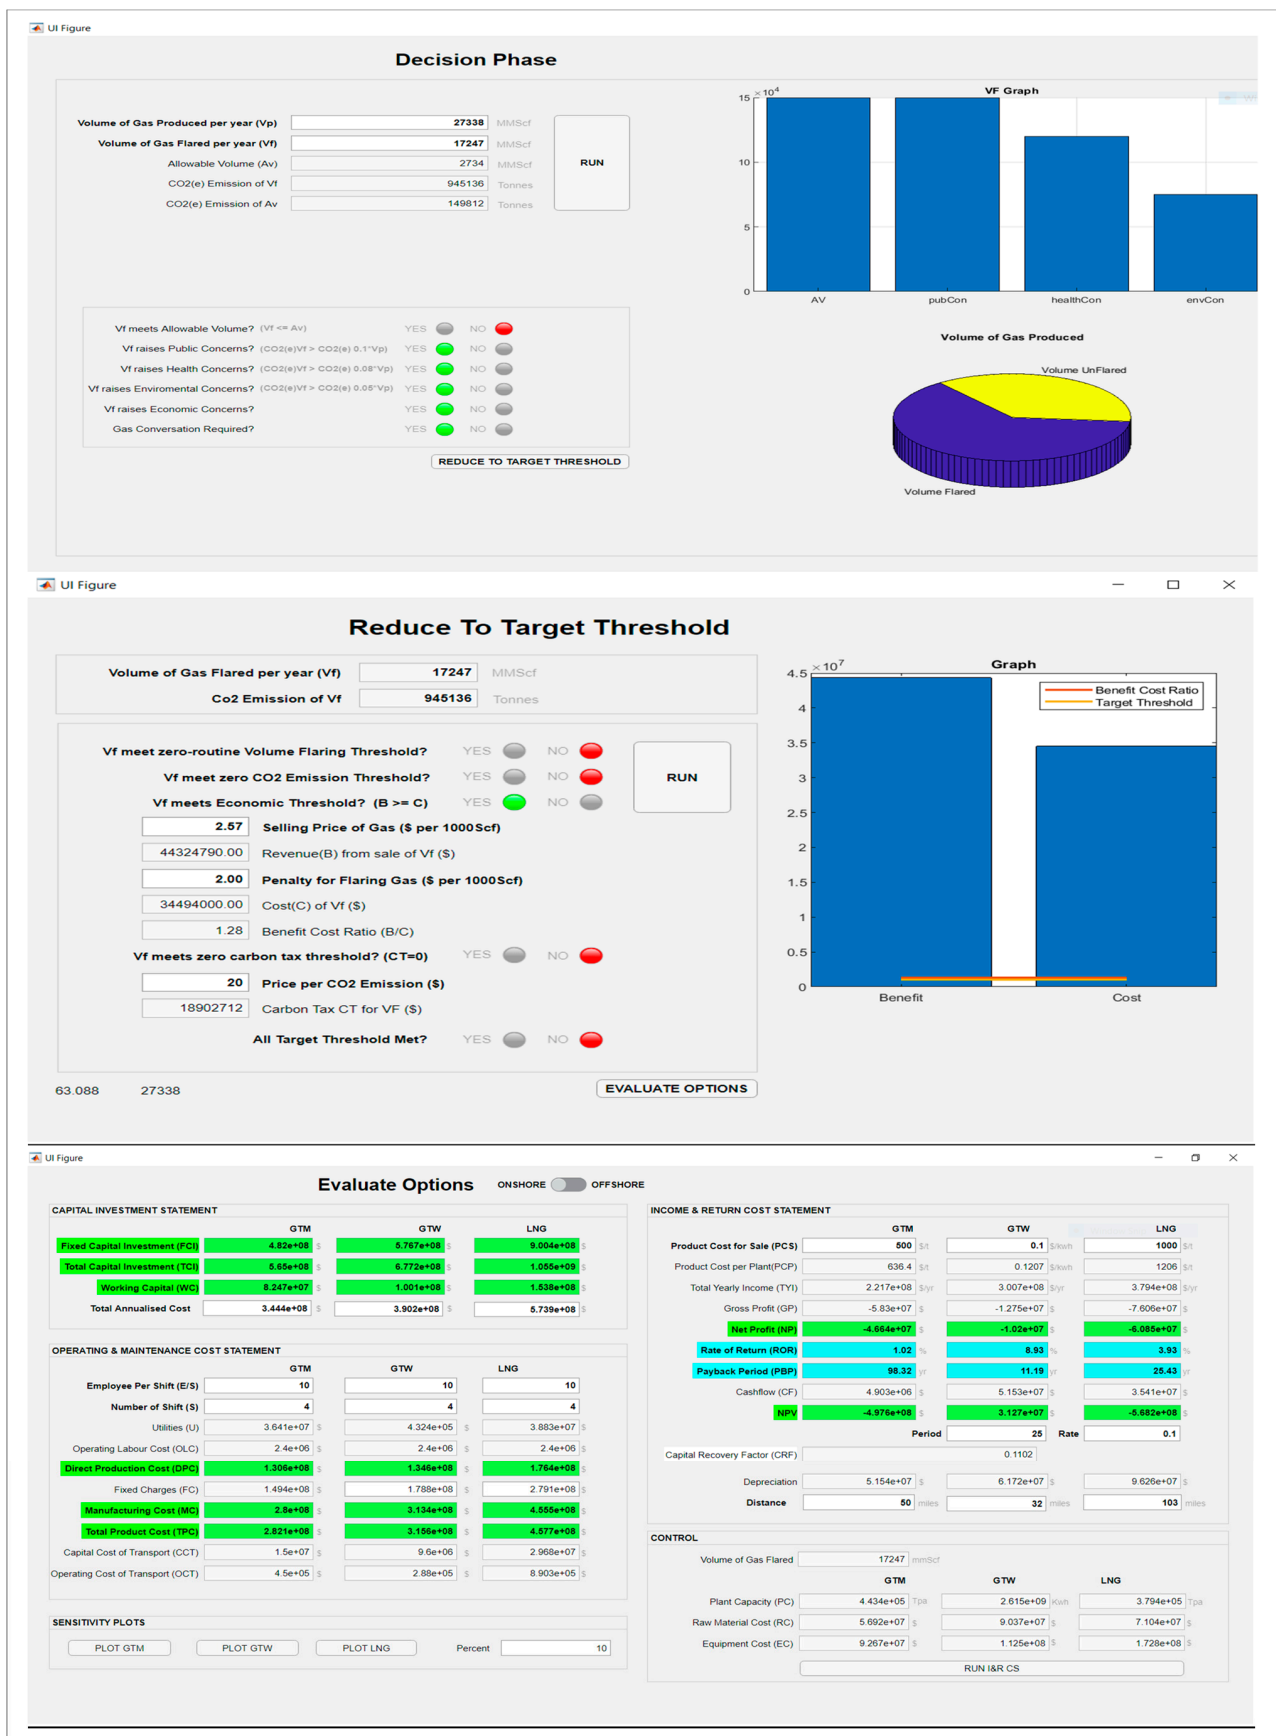 UI Figure
Decision Phase
Volume of Gas Produced per year (Vp) 27338 MMScf
Volume of Gas Flared per year (Vf) 17247 MMScf
Allowable Volume (Av) 2734 MMScf
CO2(e) Emission of Vf 945136 Tonnes
CO2(e) Emission of Av 149812 Tonnes
RUN
VF Graph
×10^4
15
10
5
0
AV pubCon healthCon envCon
Vf meets Allowable Volume? (Vf <= Av) YES NO
Vf raises Public Concerns? (CO2(e)Vf > CO2(e) 0.1*Vp) YES NO
Vf raises Health Concerns? (CO2(e)Vf > CO2(e) 0.08*Vp) YES NO
Vf raises Enviromental Concerns? (CO2(e)Vf > CO2(e) 0.05*Vp) YES NO
Vf raises Economic Concerns? YES NO
Gas Conversation Required? YES NO
REDUCE TO TARGET THRESHOLD
Volume of Gas Produced
Volume UnFlared
Volume Flared
UI Figure
Reduce To Target Threshold
Volume of Gas Flared per year (Vf) 17247 MMScf
Co2 Emission of Vf 945136 Tonnes
Vf meet zero-routine Volume Flaring Threshold? YES NO
Vf meet zero CO2 Emission Threshold? YES NO
Vf meets Economic Threshold? (B >= C) YES NO
RUN
2.57 Selling Price of Gas ($ per 1000Scf)
44324790.00 Revenue(B) from sale of Vf ($)
2.00 Penalty for Flaring Gas ($ per 1000Scf)
34494000.00 Cost(C) of Vf ($)
1.28 Benefit Cost Ratio (B/C)
Vf meets zero carbon tax threshold? (CT=0) YES NO
20 Price per CO2 Emission ($)
18902712 Carbon Tax CT for VF ($)
All Target Threshold Met? YES NO
63.088 27338
EVALUATE OPTIONS
Graph
×10^7
4.5
4
3.5
3
2.5
2
1.5
1
0.5
0
Benefit Cost Ratio
Target Threshold
Benefit Cost
UI Figure
Evaluate Options ONSHORE OFFSHORE
CAPITAL INVESTMENT STATEMENT
GTM GTW LNG
Fixed Capital Investment (FCI) 4.82e+08 $ 5.767e+08 $ 9.004e+08 $
Total Capital Investment (TCI) 5.65e+08 $ 6.772e+08 $ 1.055e+09 $
Working Capital (WC) 8.247e+07 $ 1.001e+08 $ 1.538e+08 $
Total Annualised Cost 3.444e+08 $ 3.902e+08 $ 5.739e+08 $
OPERATING & MAINTENANCE COST STATEMENT
GTM GTW LNG
Employee Per Shift (E/S) 10 10 10
Number of Shift (S) 4 4 4
Utilities (U) 3.641e+07 $ 4.324e+05 $ 3.883e+07 $
Operating Labour Cost (OLC) 2.4e+06 $ 2.4e+06 $ 2.4e+06 $
Direct Production Cost (DPC) 1.306e+08 $ 1.346e+08 $ 1.764e+08 $
Fixed Charges (FC) 1.494e+08 $ 1.788e+08 $ 2.791e+08 $
Manufacturing Cost (MC) 2.8e+08 $ 3.134e+08 $ 4.555e+08 $
Total Product Cost (TPC) 2.821e+08 $ 3.156e+08 $ 4.577e+08 $
Capital Cost of Transport (CCT) 1.5e+07 $ 9.6e+06 $ 2.968e+07 $
Operating Cost of Transport (OCT) 4.5e+05 $ 2.88e+05 $ 8.903e+05 $
SENSITIVITY PLOTS
PLOT GTM PLOT GTW PLOT LNG Percent 10
INCOME & RETURN COST STATEMENT
GTM GTW LNG
Product Cost for Sale (PCS) 500 $/t 0.1 $/kwh 1000 $/t
Product Cost per Plant(PCP) 636.4 $/t 0.1207 $/kwh 1206 $/t
Total Yearly Income (TYI) 2.217e+08 $/yr 3.007e+08 $/yr 3.794e+08 $/yr
Gross Profit (GP) -5.83e+07 $ -1.275e+07 $ -7.606e+07 $
Net Profit (NP) -4.664e+07 $ -1.02e+07 $ -6.085e+07 $
Rate of Return (ROR) 1.02 % 8.93 % 3.93 %
Payback Period (PBP) 98.32 yr 11.19 yr 25.43 yr
Cashflow (CF) 4.903e+06 $ 5.153e+07 $ 3.541e+07 $
NPV -4.976e+08 $ 3.127e+07 $ -5.682e+08 $
Period 25 Rate 0.1
Capital Recovery Factor (CRF) 0.1102
Depreciation 5.154e+07 $ 6.172e+07 $ 9.626e+07 $
Distance 50 miles 32 miles 103 miles
CONTROL
Volume of Gas Flared 17247 mmScf
GTM GTW LNG
Plant Capacity (PC) 4.434e+05 Tpa 2.615e+09 Kwh 3.794e+05 Tpa
Raw Material Cost (RC) 5.692e+07 $ 9.037e+07 $ 7.104e+07 $
Equipment Cost (EC) 9.267e+07 $ 1.125e+08 $ 1.728e+08 $
RUN I&R CS